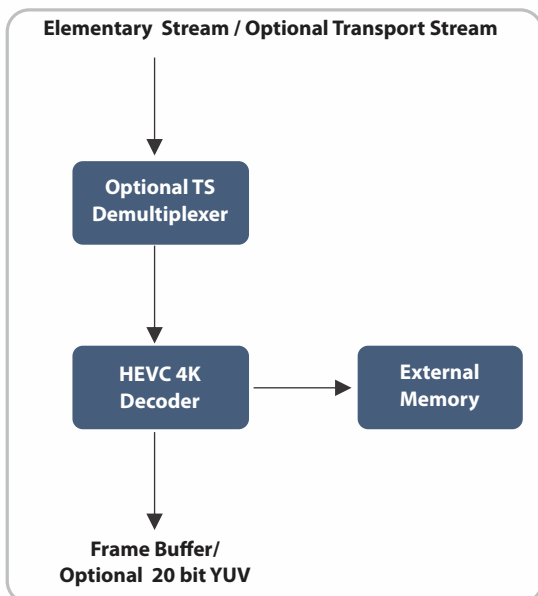 Elementary Stream / Optional Transport Stream
Optional TS
Demultiplexer
HEVC 4K
Decoder
External
Memory
Frame Buffer/
Optional 20 bit YUV